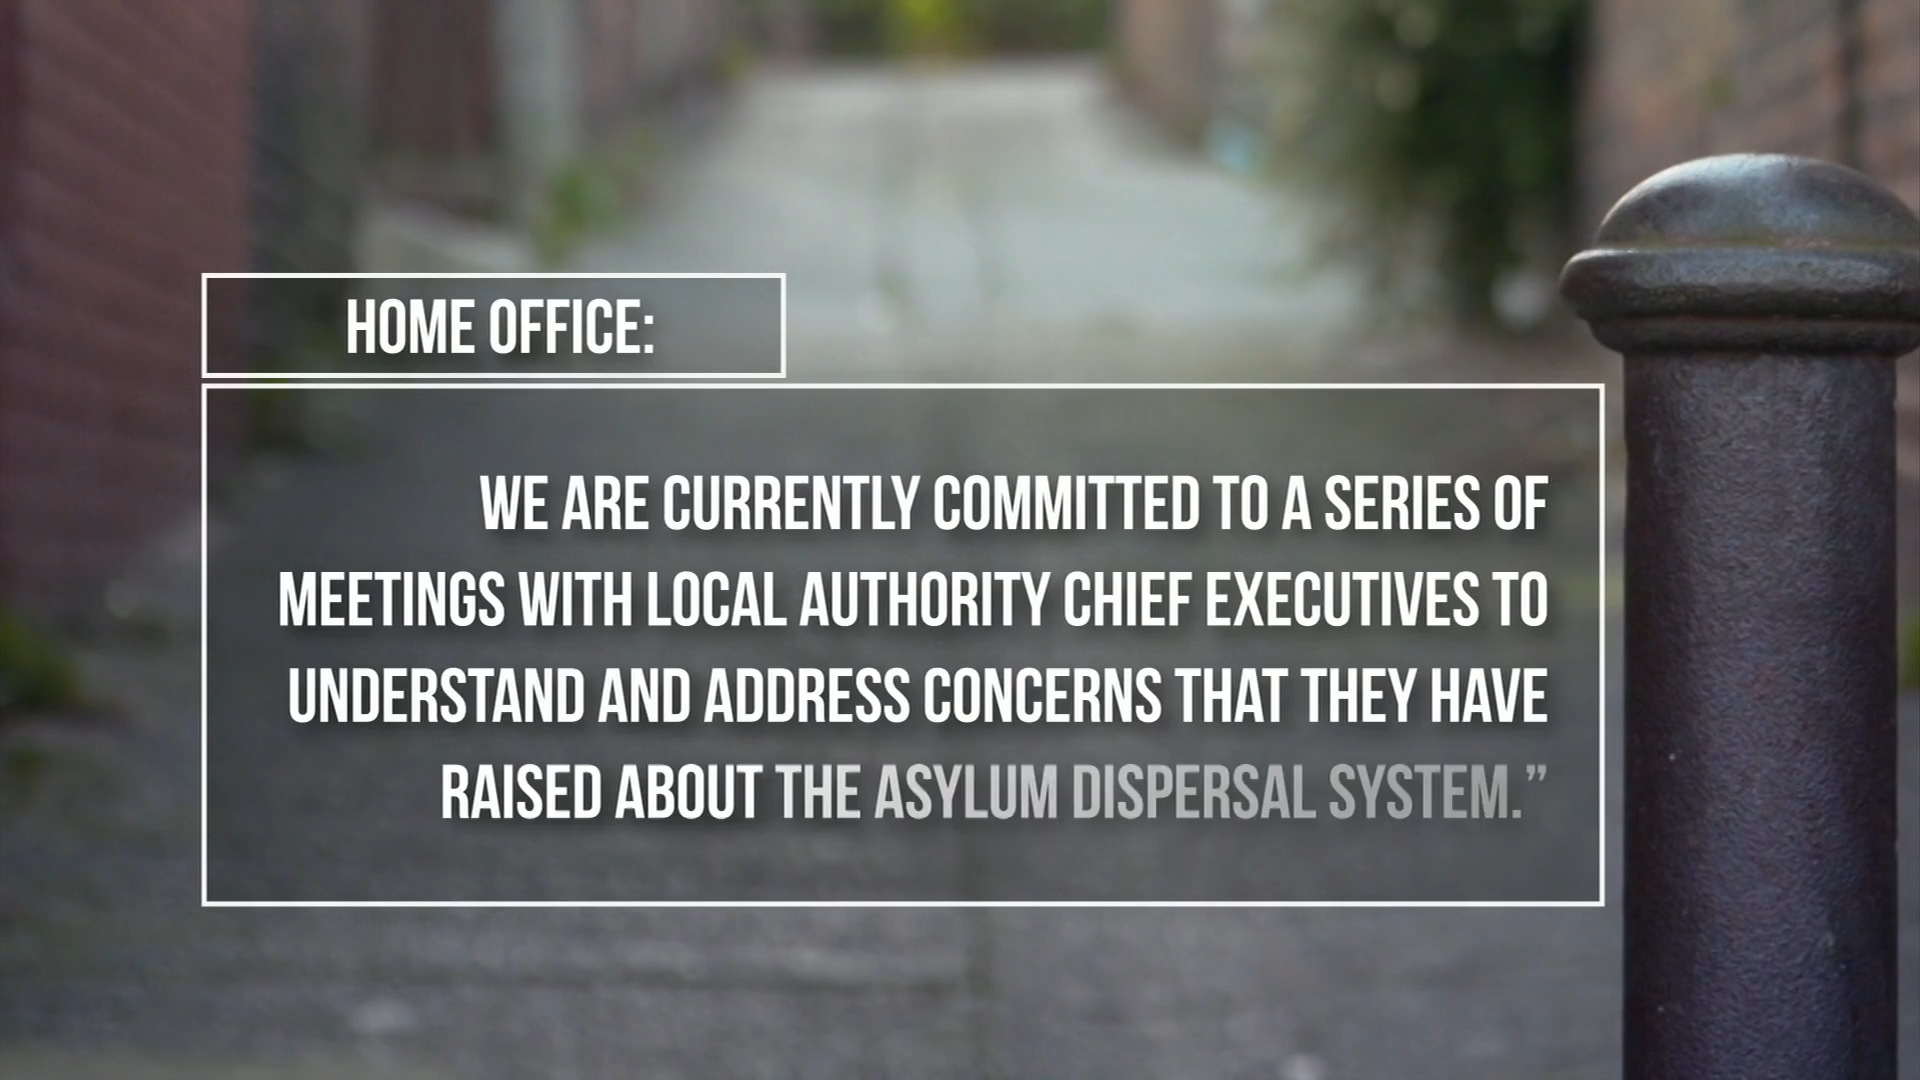 HOME OFFICE:
WE ARE CURRENTLY COMMITTED TO A SERIES OF
MEETINGS WITH LOCAL AUTHORITY CHIEF EXECUTIVES TO
UNDERSTAND AND ADDRESS CONCERNS THAT THEY HAVE
RAISED ABOUT THE ASYLUM DISPERSAL SYSTEM.”